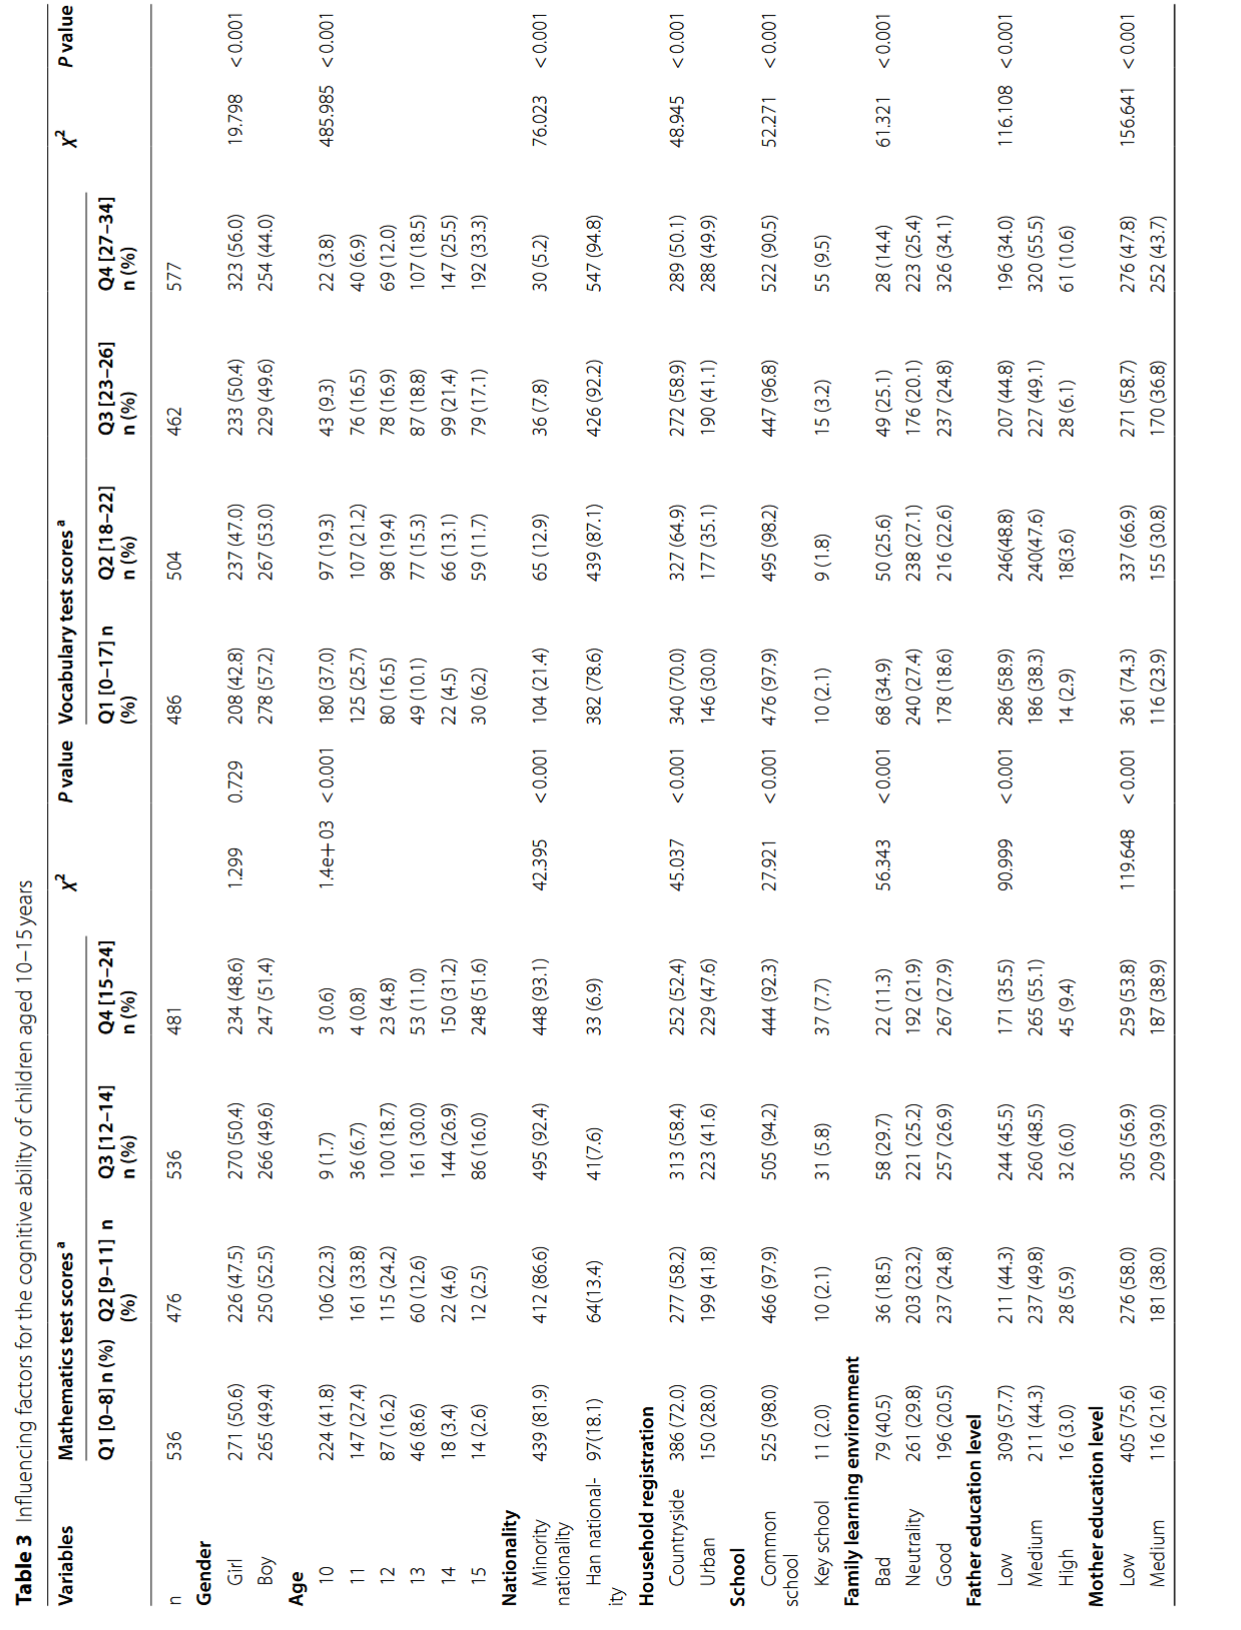 Table 3 Influencing factors for the cognitive ability of children aged 10–15 years
Variables Mathematics test scores a χ2 P value Vocabulary test scores a χ2 P value
Q1 [0–8] n (%) Q2 [9–11] n (%) Q3 [12–14] n (%) Q4 [15–24] n (%) Q1 [0–17] n (%) Q2 [18–22] n (%) Q3 [23–26] n (%) Q4 [27–34] n (%)
n 536 476 536 481 486 504 462 577
Gender
Girl 271 (50.6) 226 (47.5) 270 (50.4) 234 (48.6) 1.299 0.729 208 (42.8) 237 (47.0) 233 (50.4) 323 (56.0) 19.798 < 0.001
Boy 265 (49.4) 250 (52.5) 266 (49.6) 247 (51.4) 278 (57.2) 267 (53.0) 229 (49.6) 254 (44.0)
Age
10 224 (41.8) 106 (22.3) 9 (1.7) 3 (0.6) 1.4e+ 03 < 0.001 180 (37.0) 97 (19.3) 43 (9.3) 22 (3.8) 485.985 < 0.001
11 147 (27.4) 161 (33.8) 36 (6.7) 4 (0.8) 125 (25.7) 107 (21.2) 76 (16.5) 40 (6.9)
12 87 (16.2) 115 (24.2) 100 (18.7) 23 (4.8) 80 (16.5) 98 (19.4) 78 (16.9) 69 (12.0)
13 46 (8.6) 60 (12.6) 161 (30.0) 53 (11.0) 49 (10.1) 77 (15.3) 87 (18.8) 107 (18.5)
14 18 (3.4) 22 (4.6) 144 (26.9) 150 (31.2) 22 (4.5) 66 (13.1) 99 (21.4) 147 (25.5)
15 14 (2.6) 12 (2.5) 86 (16.0) 248 (51.6) 30 (6.2) 59 (11.7) 79 (17.1) 192 (33.3)
Nationality
Minority 439 (81.9) 412 (86.6) 495 (92.4) 448 (93.1) 42.395 < 0.001 104 (21.4) 65 (12.9) 36 (7.8) 30 (5.2) 76.023 < 0.001
nationality
Han national- 97(18.1) 64(13.4) 41(7.6) 33 (6.9) 382 (78.6) 439 (87.1) 426 (92.2) 547 (94.8)
ity
Household registration
Countryside 386 (72.0) 277 (58.2) 313 (58.4) 252 (52.4) 45.037 < 0.001 340 (70.0) 327 (64.9) 272 (58.9) 289 (50.1) 48.945 < 0.001
Urban 150 (28.0) 199 (41.8) 223 (41.6) 229 (47.6) 146 (30.0) 177 (35.1) 190 (41.1) 288 (49.9)
School
Common 525 (98.0) 466 (97.9) 505 (94.2) 444 (92.3) 27.921 < 0.001 476 (97.9) 495 (98.2) 447 (96.8) 522 (90.5) 52.271 < 0.001
school
Key school 11 (2.0) 10 (2.1) 31 (5.8) 37 (7.7) 10 (2.1) 9 (1.8) 15 (3.2) 55 (9.5)
Family learning environment
Bad 79 (40.5) 36 (18.5) 58 (29.7) 22 (11.3) 56.343 < 0.001 68 (34.9) 50 (25.6) 49 (25.1) 28 (14.4) 61.321 < 0.001
Neutrality 261 (29.8) 203 (23.2) 221 (25.2) 192 (21.9) 240 (27.4) 238 (27.1) 176 (20.1) 223 (25.4)
Good 196 (20.5) 237 (24.8) 257 (26.9) 267 (27.9) 178 (18.6) 216 (22.6) 237 (24.8) 326 (34.1)
Father education level
Low 309 (57.7) 211 (44.3) 244 (45.5) 171 (35.5) 90.999 < 0.001 286 (58.9) 246(48.8) 207 (44.8) 196 (34.0) 116.108 < 0.001
Medium 211 (44.3) 237 (49.8) 260 (48.5) 265 (55.1) 186 (38.3) 240(47.6) 227 (49.1) 320 (55.5)
High 16 (3.0) 28 (5.9) 32 (6.0) 45 (9.4) 14 (2.9) 18(3.6) 28 (6.1) 61 (10.6)
Mother education level
Low 405 (75.6) 276 (58.0) 305 (56.9) 259 (53.8) 119.648 < 0.001 361 (74.3) 337 (66.9) 271 (58.7) 276 (47.8) 156.641 < 0.001
Medium 116 (21.6) 181 (38.0) 209 (39.0) 187 (38.9) 116 (23.9) 155 (30.8) 170 (36.8) 252 (43.7)